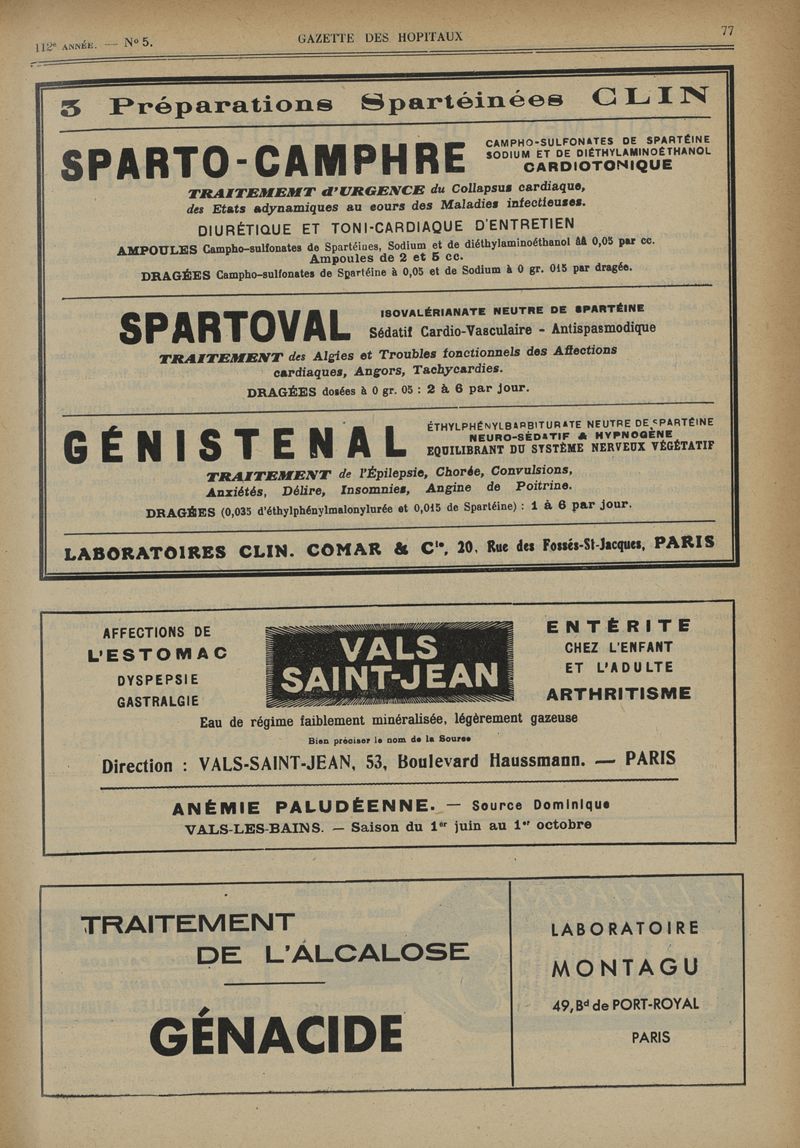 112e ANNÉE. — No 5.
GAZETTE DES HOPITAUX
77
3 Préparations Spartéinées CLIN
SPARTO-CAMPHRE
CAMPHO-SULFONATES DE SPARTÉINE
SODIUM ET DE DIÉTHYLAMINOÉTHANOL
CARDIOTONIQUE
TRAITEMEMT d'URGENCE du Collapsus cardiaque,
des Etats adynamiques au eours des Maladies infectieuses.
DIURÉTIQUE ET TONI-CARDIAQUE D'ENTRETIEN
AMPOULES Campho-sulfonates de Spartéines, Sodium et de diéthylaminoéthanol ãã 0,05 par cc.
Ampoules de 2 et 5 cc.
DRAGÉES Campho-sulfonates de Spartéine à 0,05 et de Sodium à 0 gr. 015 par dragée.
SPARTOVAL
ISOVALÉRIANATE NEUTRE DE SPARTÉINE
Sédatif Cardio-Vasculaire - Antispasmodique
TRAITEMENT des Algies et Troubles fonctionnels des Affections
cardiaques, Angors, Tachycardies.
DRAGÉES dosées à 0 gr. 05 : 2 à 6 par jour.
GÉNISTENAL
ÉTHYLPHÉNYLBARBITURATE NEUTRE DE SPARTÉINE
NEURO-SÉDATIF & HYPNOGÈNE
EQUILIBRANT DU SYSTÈME NERVEUX VÉGÉTATIF
TRAITEMENT de l'Épilepsie, Chorée, Convulsions,
Anxiétés, Délire, Insomnies, Angine de Poitrine.
DRAGÉES (0,035 d'éthylphénylmalonylurée et 0,015 de Spartéine) : 1 à 6 par jour.
LABORATOIRES CLIN. COMAR & Cie, 20, Rue des Fossés-St-Jacques, PARIS
AFFECTIONS DE
L'ESTOMAC
DYSPEPSIE
GASTRALGIE
VALS
SAINT-JEAN
ENTÉRITE
CHEZ L'ENFANT
ET L'ADULTE
ARTHRITISME
Eau de régime faiblement minéralisée, légèrement gazeuse
Bien préciser le nom de la Source
Direction : VALS-SAINT-JEAN, 53, Boulevard Haussmann. — PARIS
ANÉMIE PALUDÉENNE. — Source Dominique
VALS-LES-BAINS. — Saison du 1er juin au 1er octobre
TRAITEMENT
DE L'ALCALOSE
GÉNACIDE
LABORATOIRE
MONTAGU
49, Bd de PORT-ROYAL
PARIS